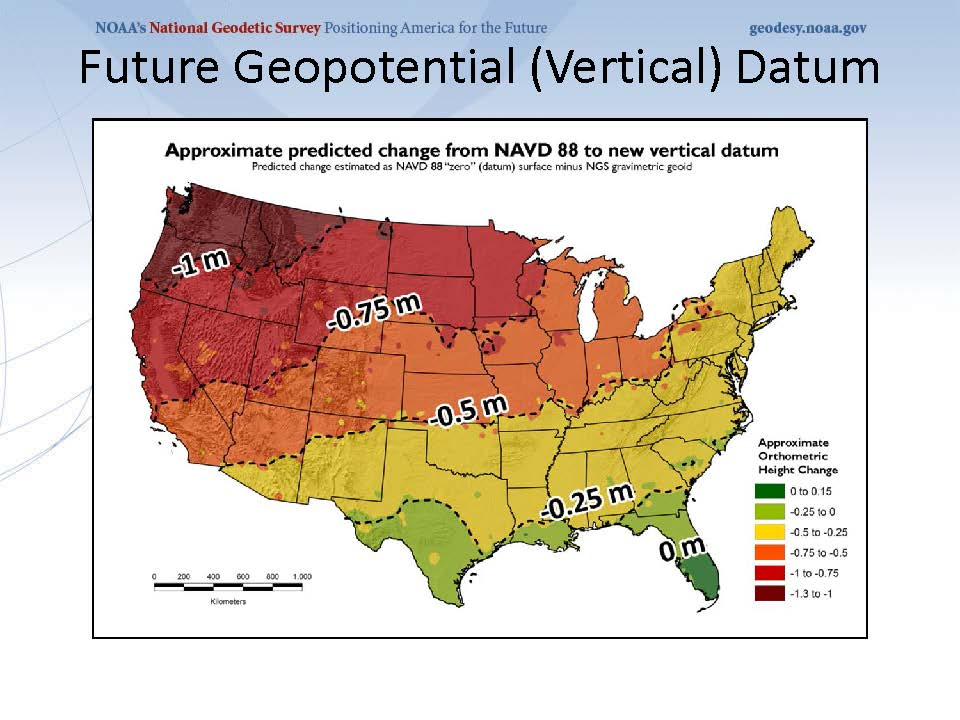 NOAA's National Geodetic Survey Positioning America for the Future geodesy.noaa.gov
Future Geopotential (Vertical) Datum
Approximate predicted change from NAVD 88 to new vertical datum
Predicted change estimated as NAVD 88 "zero" (datum) surface minus NGS gravimetric geoid
-1 m
-0.75 m
-0.5 m
-0.25 m
0 m
Approximate
Orthometric
Height Change
0 to 0.15
-0.25 to 0
-0.5 to -0.25
-0.75 to -0.5
-1 to -0.75
-1.3 to -1
0 200 400 600 800 1,000
Kilometers